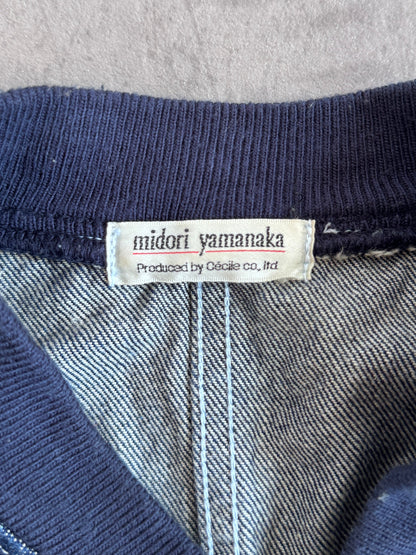 midori yamanaka
Produced by Cécile co., ltd